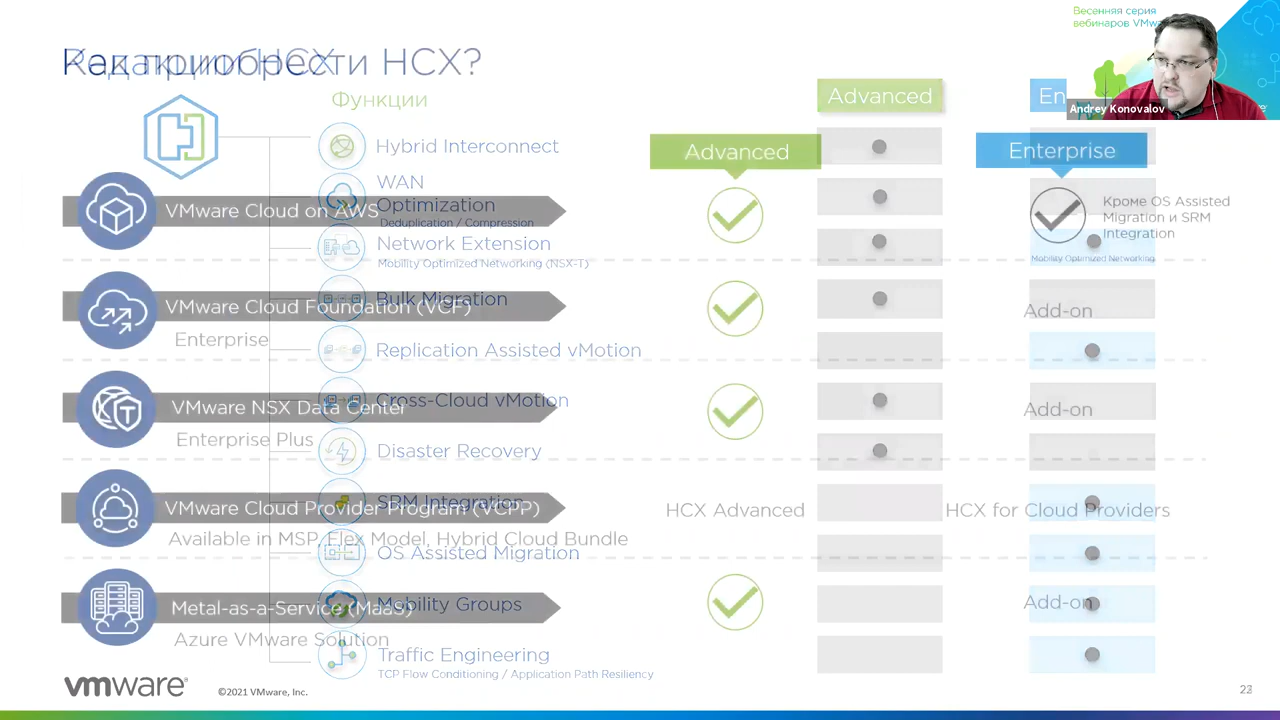 Весенняя серия
вебинаров VMwa
Как приобрести HCX?
Редакции HCX
Функции
Advanced
En
Andrey Konovalov
Hybrid Interconnect
Advanced
Enterprise
WAN
Optimization
Deduplication / Compression
VMware Cloud on AWS
Кроме OS Assisted
Migration и SRM
Integration
Network Extension
Mobility Optimized Networking (NSX-T)
Mobility Optimized Networking
Bulk Migration
VMware Cloud Foundation (VCF)
Add-on
Enterprise
Replication Assisted vMotion
Cross-Cloud vMotion
VMware NSX Data Center
Add-on
Enterprise Plus
Disaster Recovery
SRM Integration
VMware Cloud Provider Program (VCPP)
HCX Advanced
HCX for Cloud Providers
Available in MSP, Flex Model, Hybrid Cloud Bundle
OS Assisted Migration
Mobility Groups
Metal-as-a-Service (MaaS)
Add-on
Azure VMware Solution
Traffic Engineering
TCP Flow Conditioning / Application Path Resiliency
vmware
©2021 VMware, Inc.